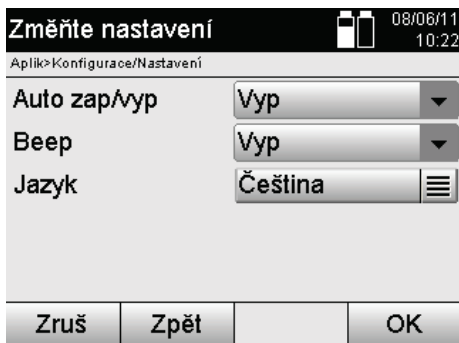 Změňte nastavení 08/06/11
10:22
Aplik>Konfigurace/Nastavení
Auto zap/vyp Vyp
Beep Vyp
Jazyk Čeština
Zruš Zpět OK